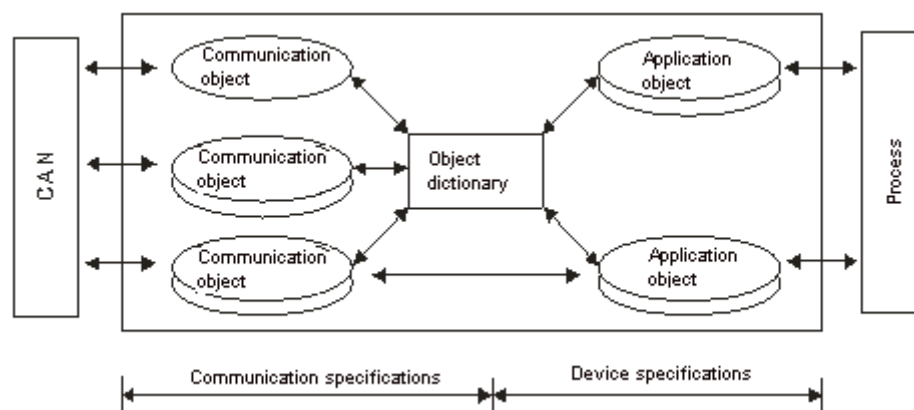 CAN
Communication
object
Communication
object
Communication
object
Object
dictionary
Application
object
Application
object
Process
Communication specifications
Device specifications